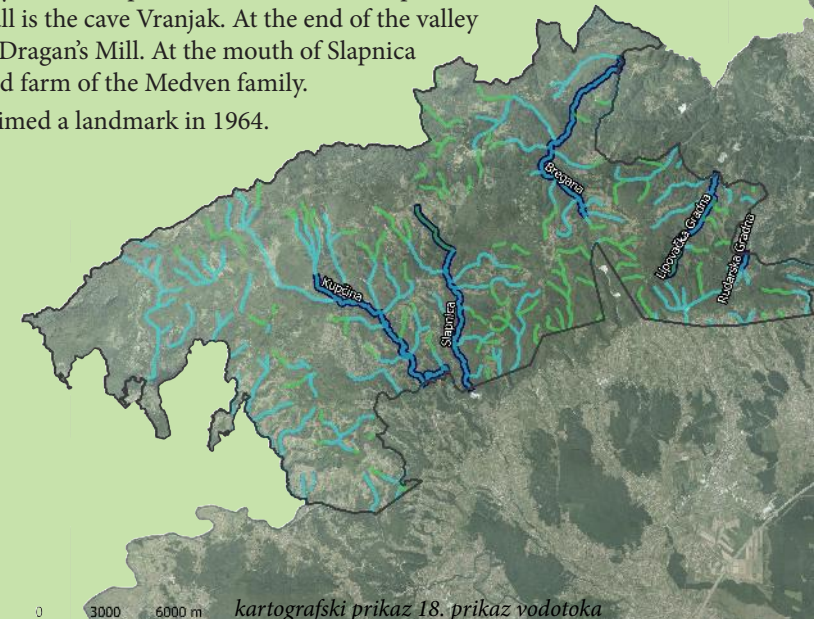 ll is the cave Vranjak. At the end of the valley
Dragan's Mill. At the mouth of Slapnica
d farm of the Medven family.
imed a landmark in 1964.
Bregana
Lipovačka Gradna
Rudarska Gradna
Kupčina
Slapnica
0 3000 6000 m
kartografski prikaz 18. prikaz vodotoka